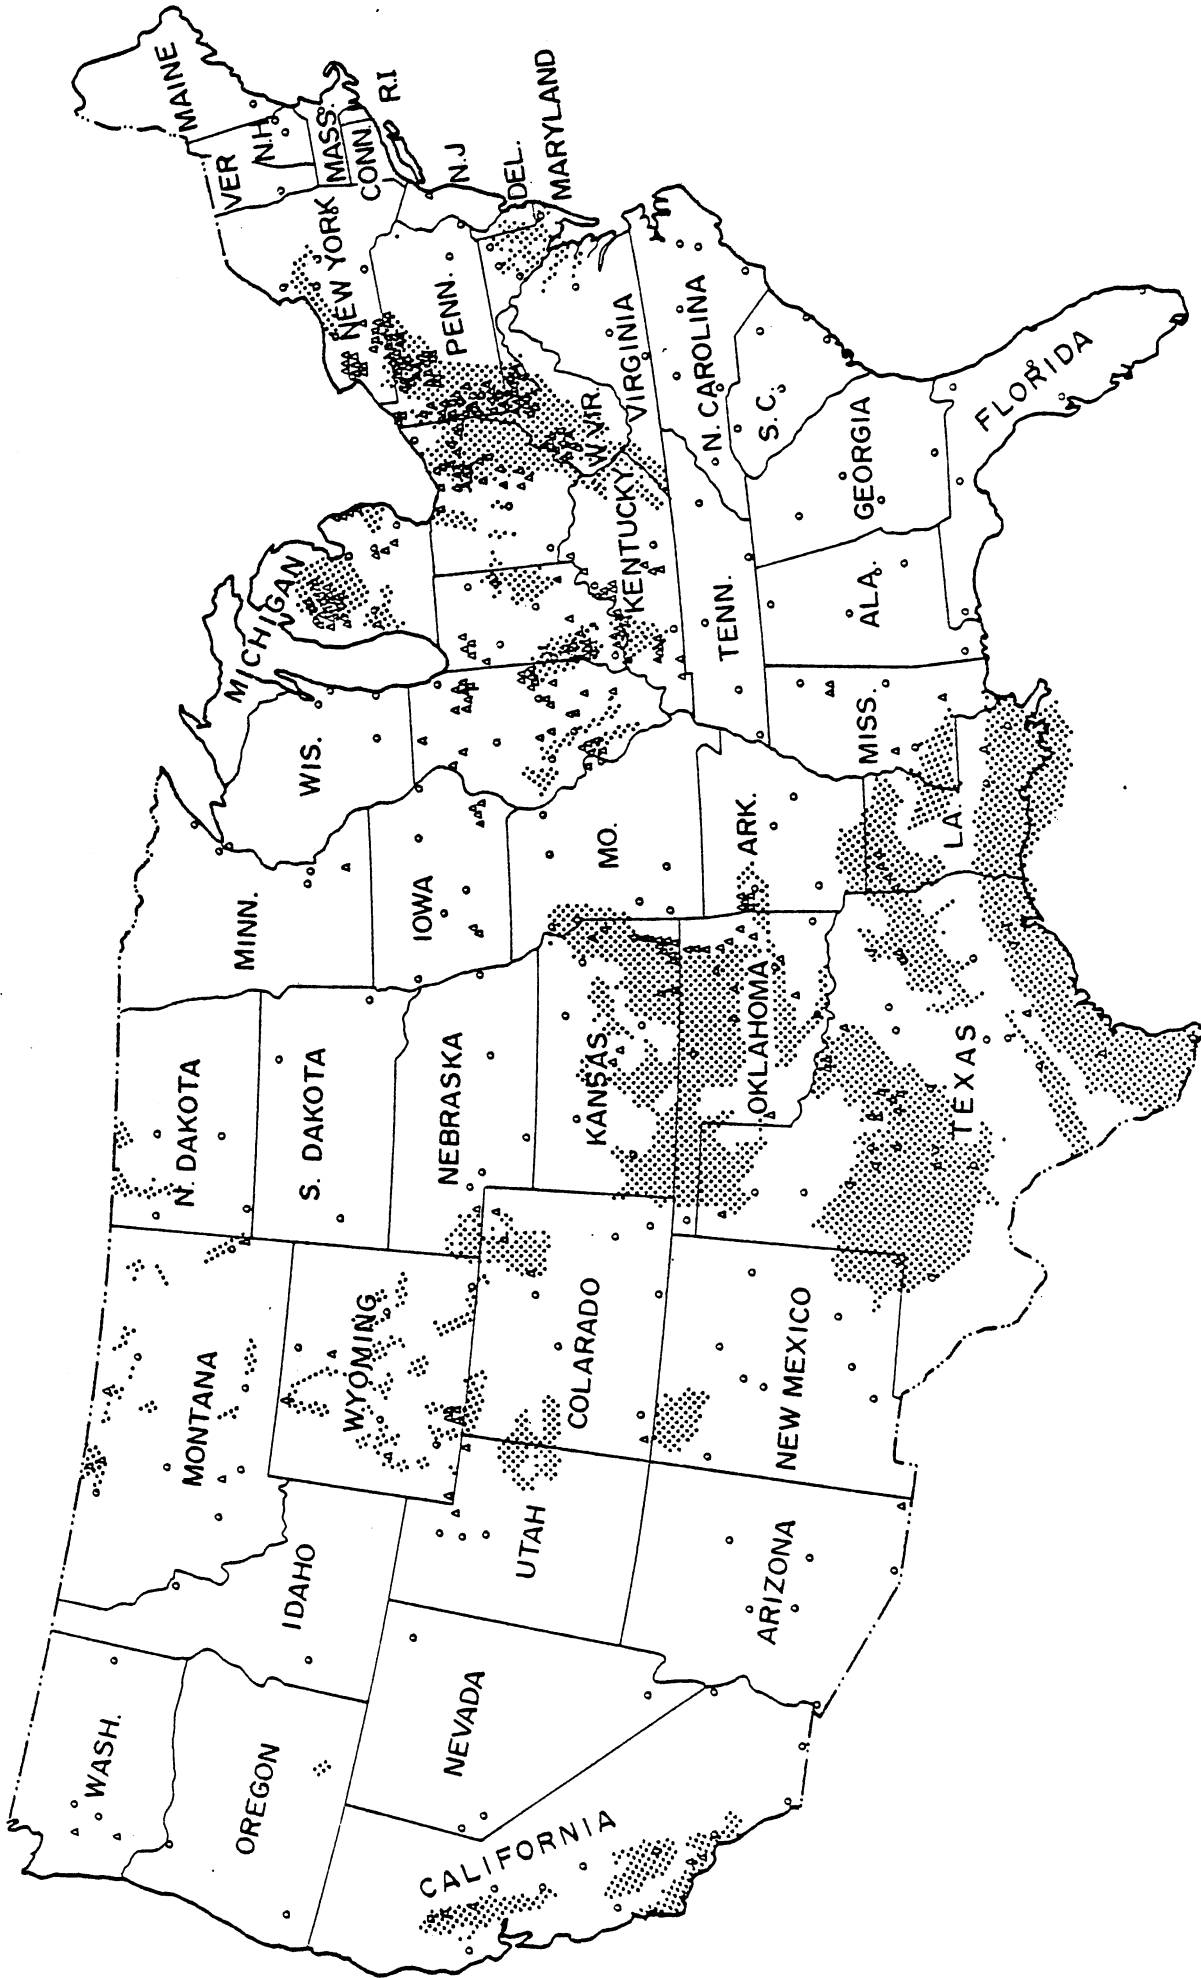 WASH.
OREGON
CALIFORNIA
NEVADA
IDAHO
MONTANA
WYOMING
UTAH
COLARADO
ARIZONA
NEW MEXICO
N. DAKOTA
S. DAKOTA
NEBRASKA
KANSAS
OKLAHOMA
TEXAS
MINN.
IOWA
MO.
ARK.
LA.
WIS.
MICHIGAN
KENTUCKY
TENN.
MISS.
ALA.
GEORGIA
FLORIDA
S.C.
N. CAROLINA
VIRGINIA
W. VIR.
PENN.
NEW YORK
VER
N.H.
MAINE
MASS.
CONN.
R.I
N.J
DEL.
MARYLAND